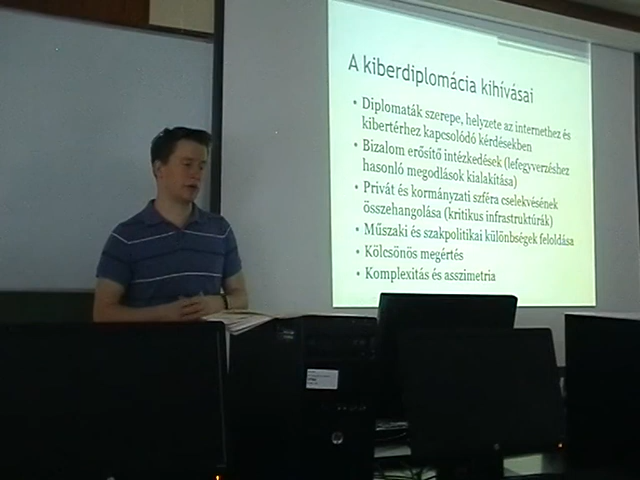 A kiberdiplomácia kihívásai
• Diplomaták szerepe, helyzete az internethez és
kibertérhez kapcsolódó kérdésekben
• Bizalom erősítő intézkedések (lefegyverzéshez
hasonló megodlások kialakítása)
• Privát és kormányzati szféra cselekvésének
összehangolása (kritikus infrastruktúrák)
• Műszaki és szakpolitikai különbségek feloldása
• Kölcsönös megértés
• Komplexitás és asszimetria